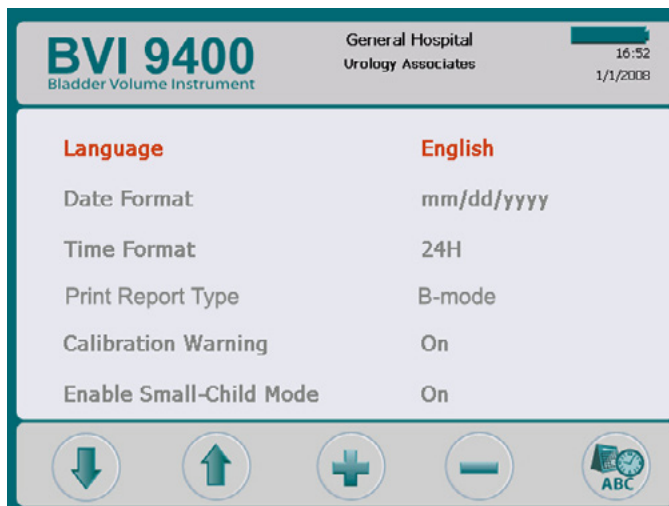 BVI 9400
Bladder Volume Instrument
General Hospital
Urology Associates
16:52
1/1/2008
Language English
Date Format mm/dd/yyyy
Time Format 24H
Print Report Type B-mode
Calibration Warning On
Enable Small-Child Mode On
ABC